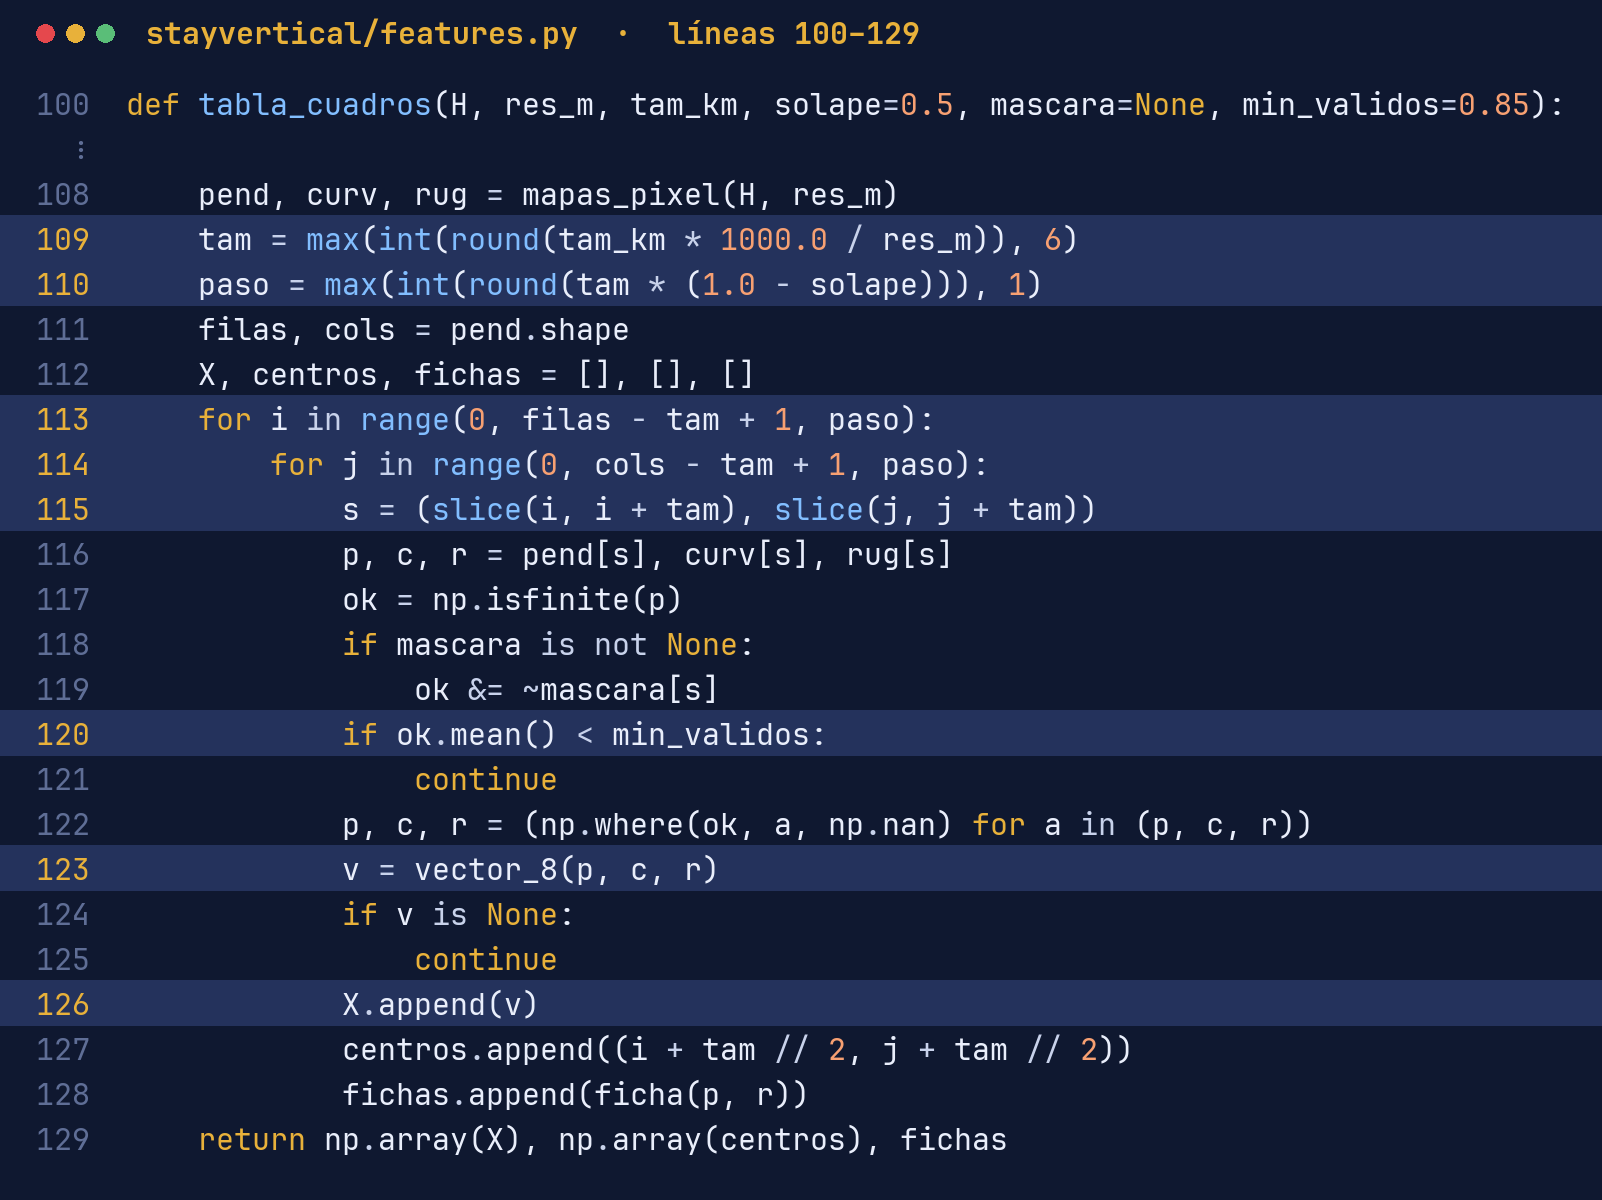 stayvertical/features.py · líneas 100–129
100 def tabla_cuadros(H, res_m, tam_km, solape=0.5, mascara=None, min_validos=0.85):
⋮
108     pend, curv, rug = mapas_pixel(H, res_m)
109     tam = max(int(round(tam_km * 1000.0 / res_m)), 6)
110     paso = max(int(round(tam * (1.0 - solape))), 1)
111     filas, cols = pend.shape
112     X, centros, fichas = [], [], []
113     for i in range(0, filas - tam + 1, paso):
114         for j in range(0, cols - tam + 1, paso):
115             s = (slice(i, i + tam), slice(j, j + tam))
116             p, c, r = pend[s], curv[s], rug[s]
117             ok = np.isfinite(p)
118             if mascara is not None:
119                 ok &= ~mascara[s]
120             if ok.mean() < min_validos:
121                 continue
122             p, c, r = (np.where(ok, a, np.nan) for a in (p, c, r))
123             v = vector_8(p, c, r)
124             if v is None:
125                 continue
126             X.append(v)
127             centros.append((i + tam // 2, j + tam // 2))
128             fichas.append(ficha(p, r))
129     return np.array(X), np.array(centros), fichas